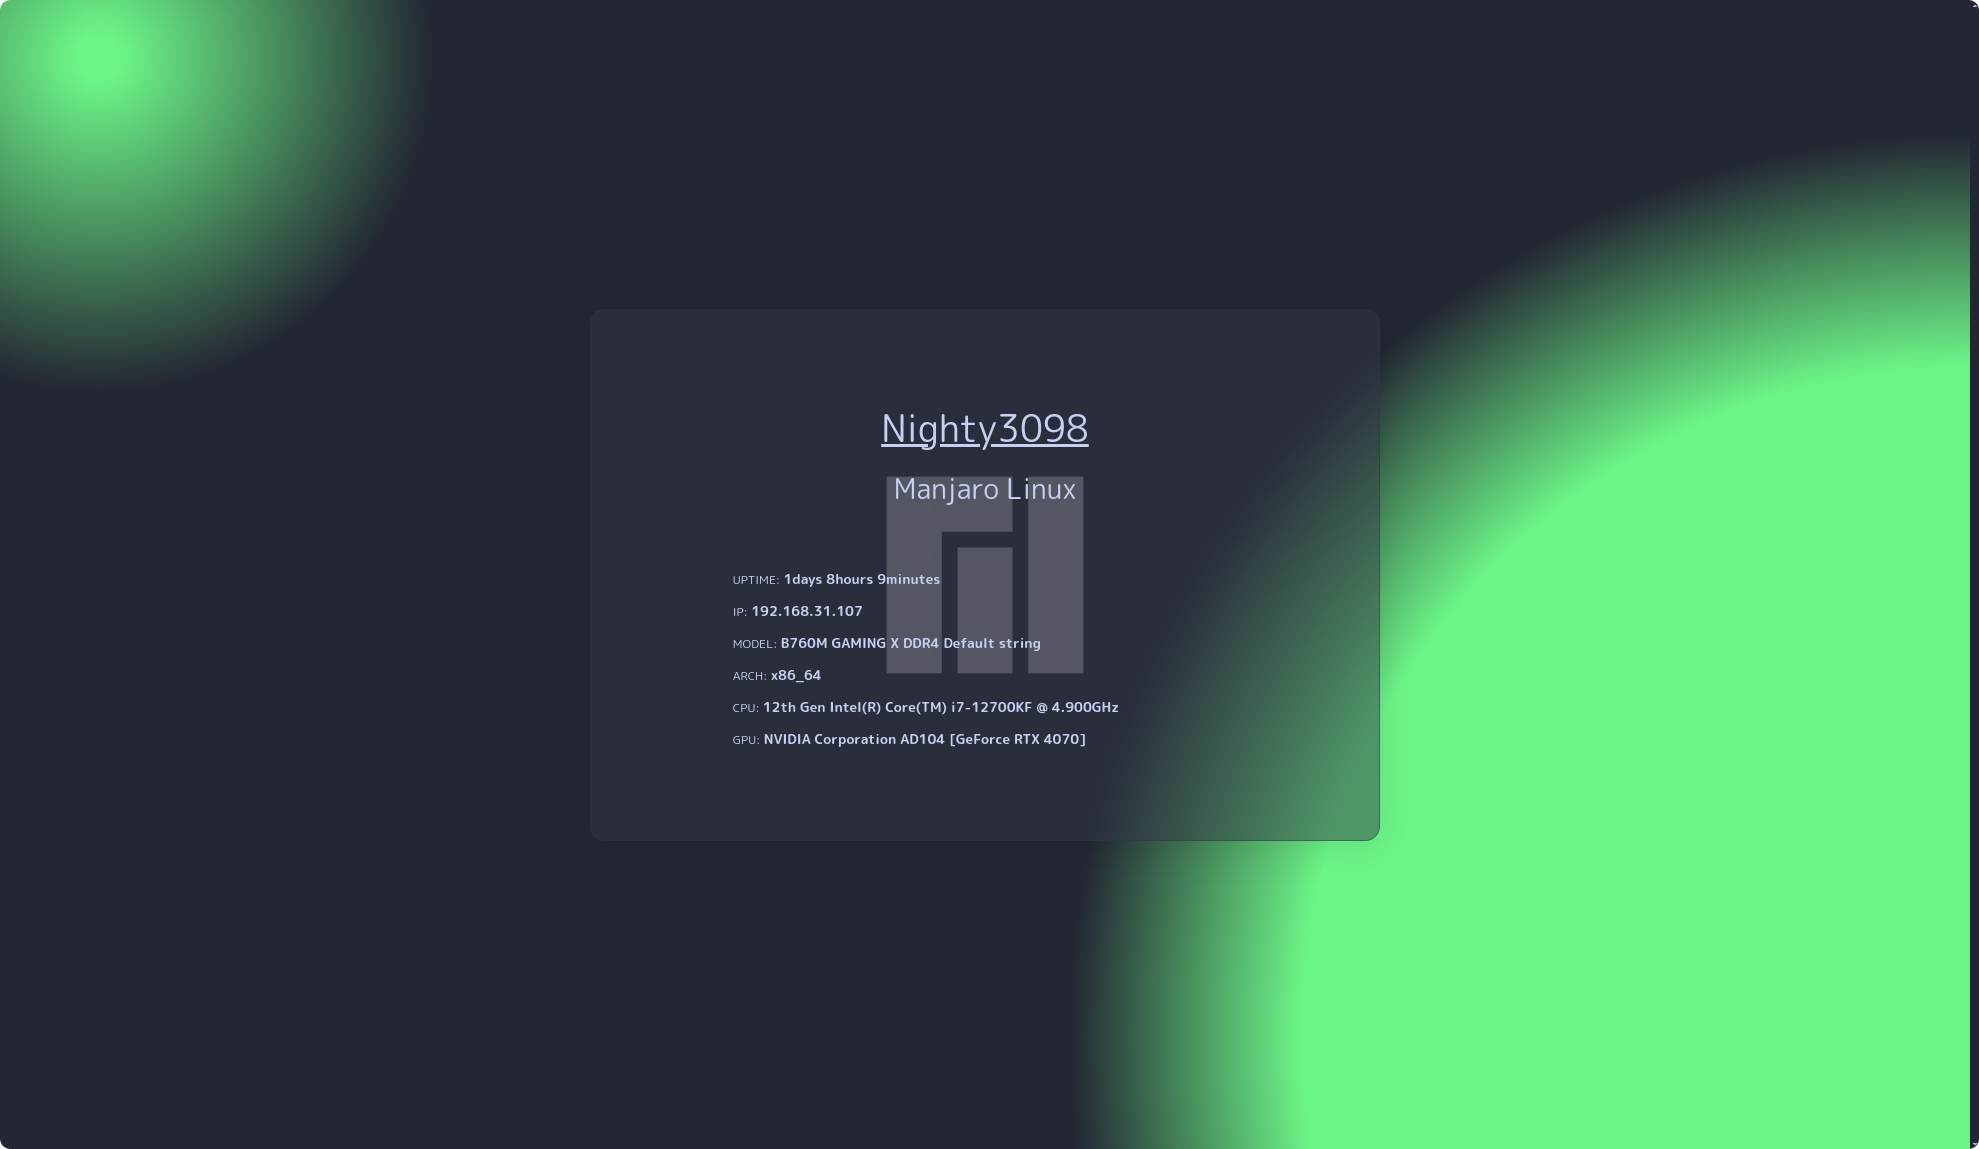 Nighty3098
Manjaro Linux
UPTIME: 1days 8hours 9minutes
IP: 192.168.31.107
MODEL: B760M GAMING X DDR4 Default string
ARCH: x86_64
CPU: 12th Gen Intel(R) Core(TM) i7-12700KF @ 4.900GHz
GPU: NVIDIA Corporation AD104 [GeForce RTX 4070]